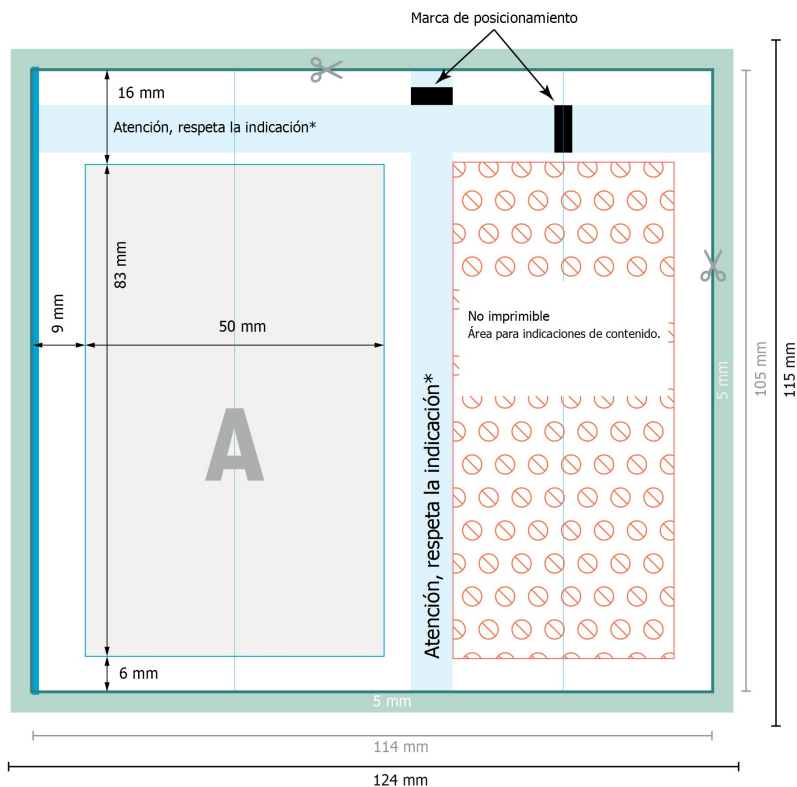 Marca de posicionamiento
16 mm
Atención, respeta la indicación*
83 mm
9 mm
50 mm
No imprimible
Área para indicaciones de contenido.
A
Atención, respeta la indicación*
6 mm
5 mm
5 mm
105 mm
115 mm
114 mm
124 mm